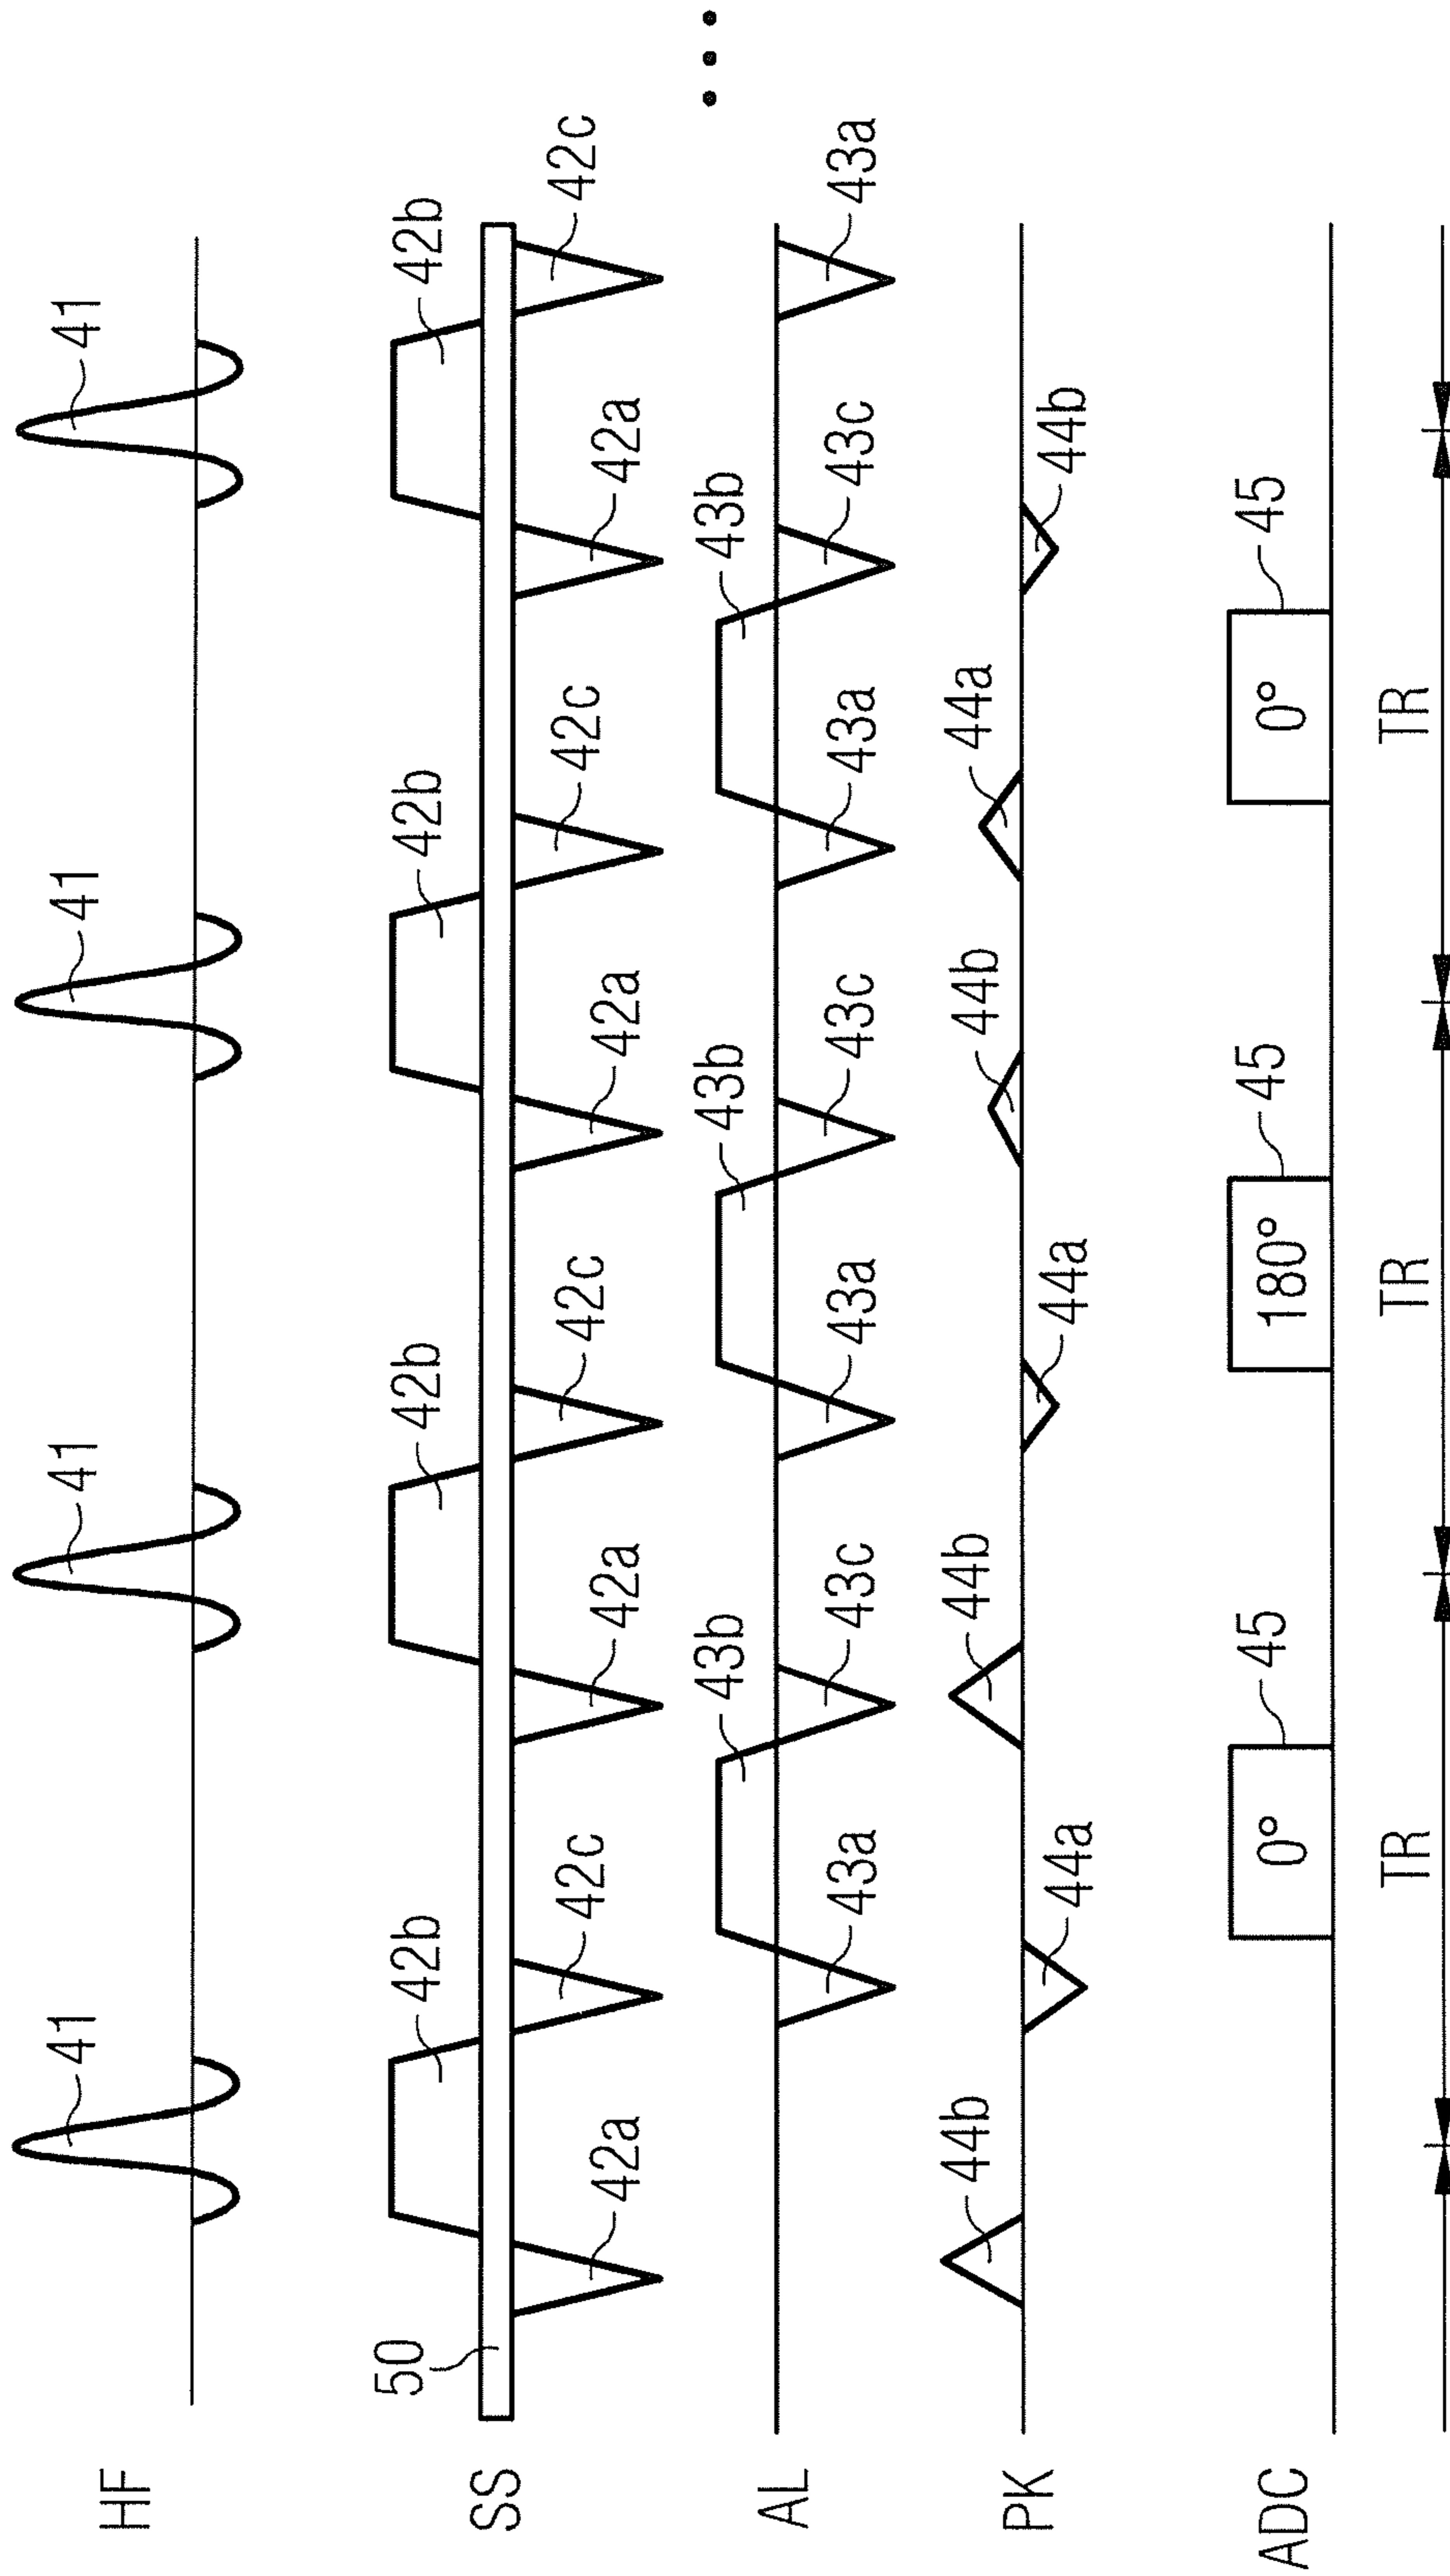 HF 41 41 41 41
50 42b 42b 42b 42b
SS
42a 42c 42a 42c 42a 42c 42a 42c
43b 43b 43b
AL
43a 43c 43a 43c 43a 43c 43a
44b 44b 44b 44a
PK
44a 44a 44b
45 45 45
ADC 0° 180° 0°
TR TR TR